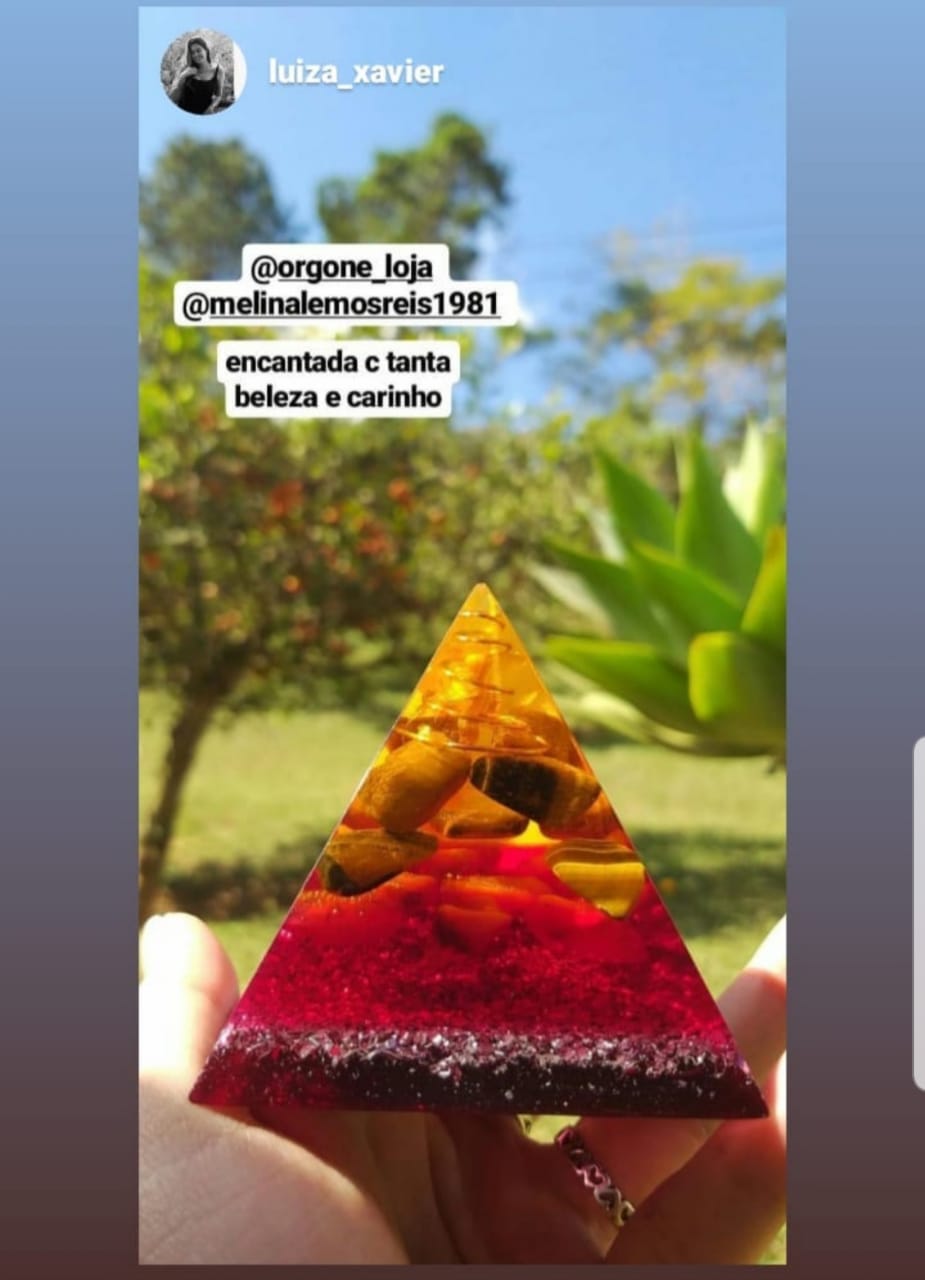 luiza_xavier
@orgone_loja
@melinalemosreis1981
encantada c tanta
beleza e carinho